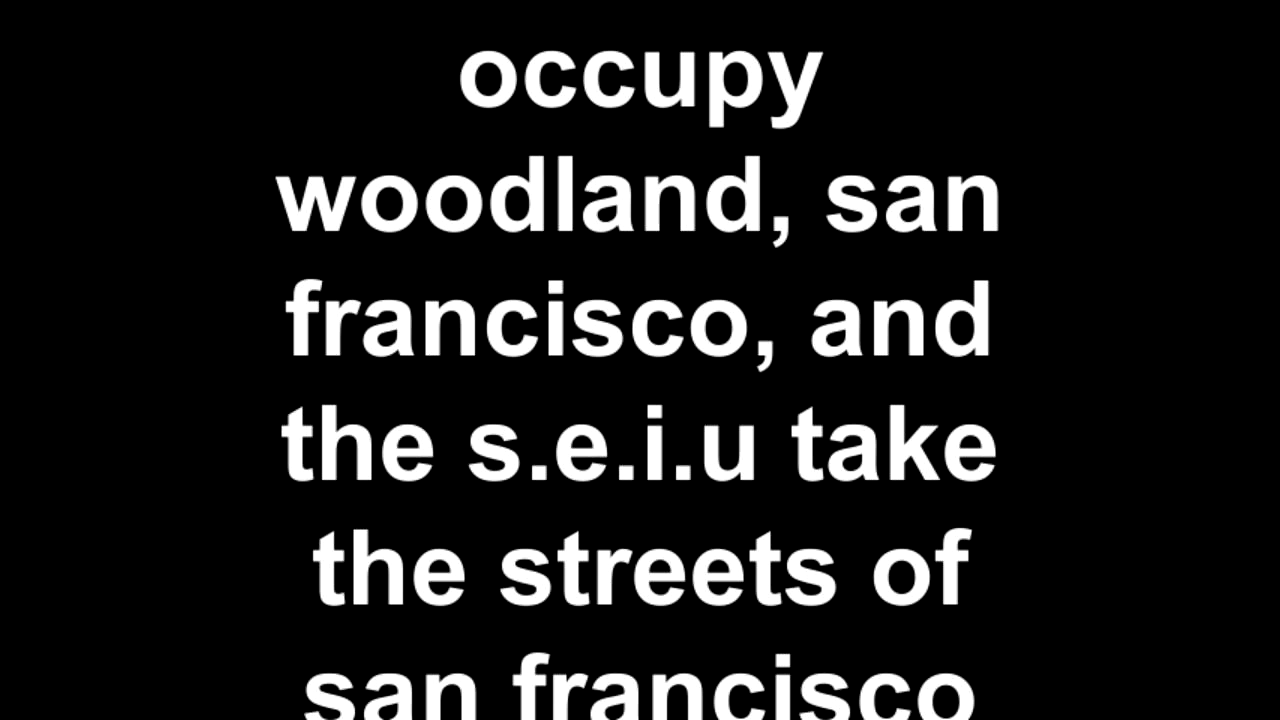 occupy
woodland, san
francisco, and
the s.e.i.u take
the streets of
san francisco